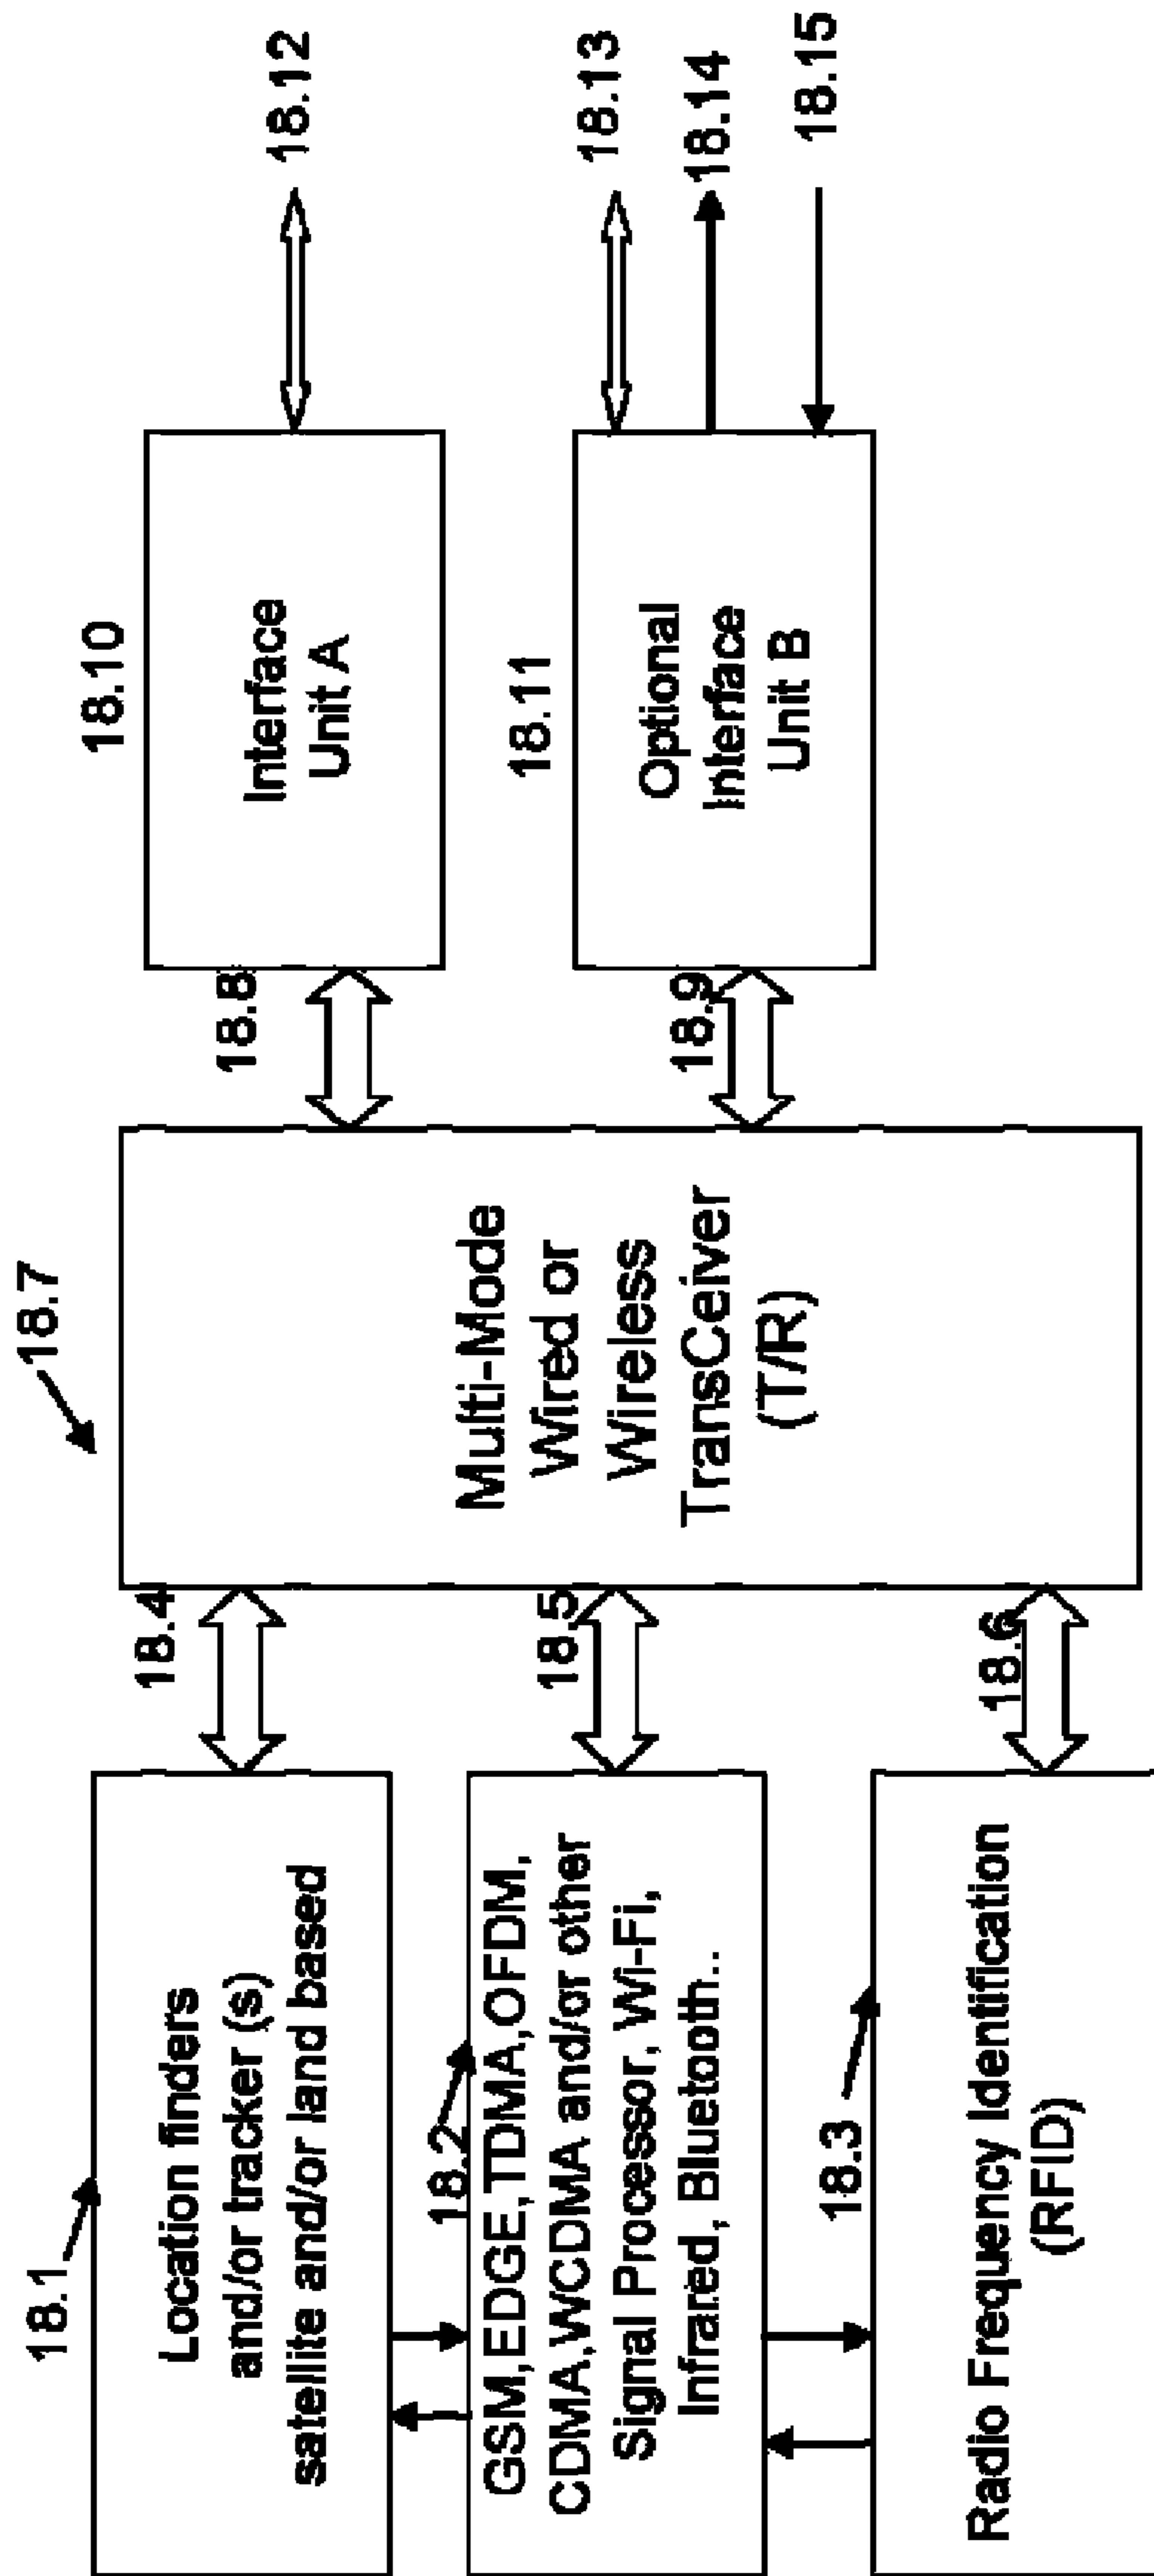 18.1
Location finders
and/or tracker (s)
satellite and/or land based
18.2
GSM,EDGE,TDMA,OFDM,
CDMA,WCDMA and/or other
Signal Processor, Wi-Fi,
Infrared, Bluetooth..
18.3
Radio Frequency Identification
(RFID)
18.4
18.5
18.6
18.7
Multi-Mode
Wired or
Wireless
TransCeiver
(T/R)
18.8
18.9
18.10
Interface
Unit A
18.11
Optional
Interface
Unit B
18.12
18.13
18.14
18.15